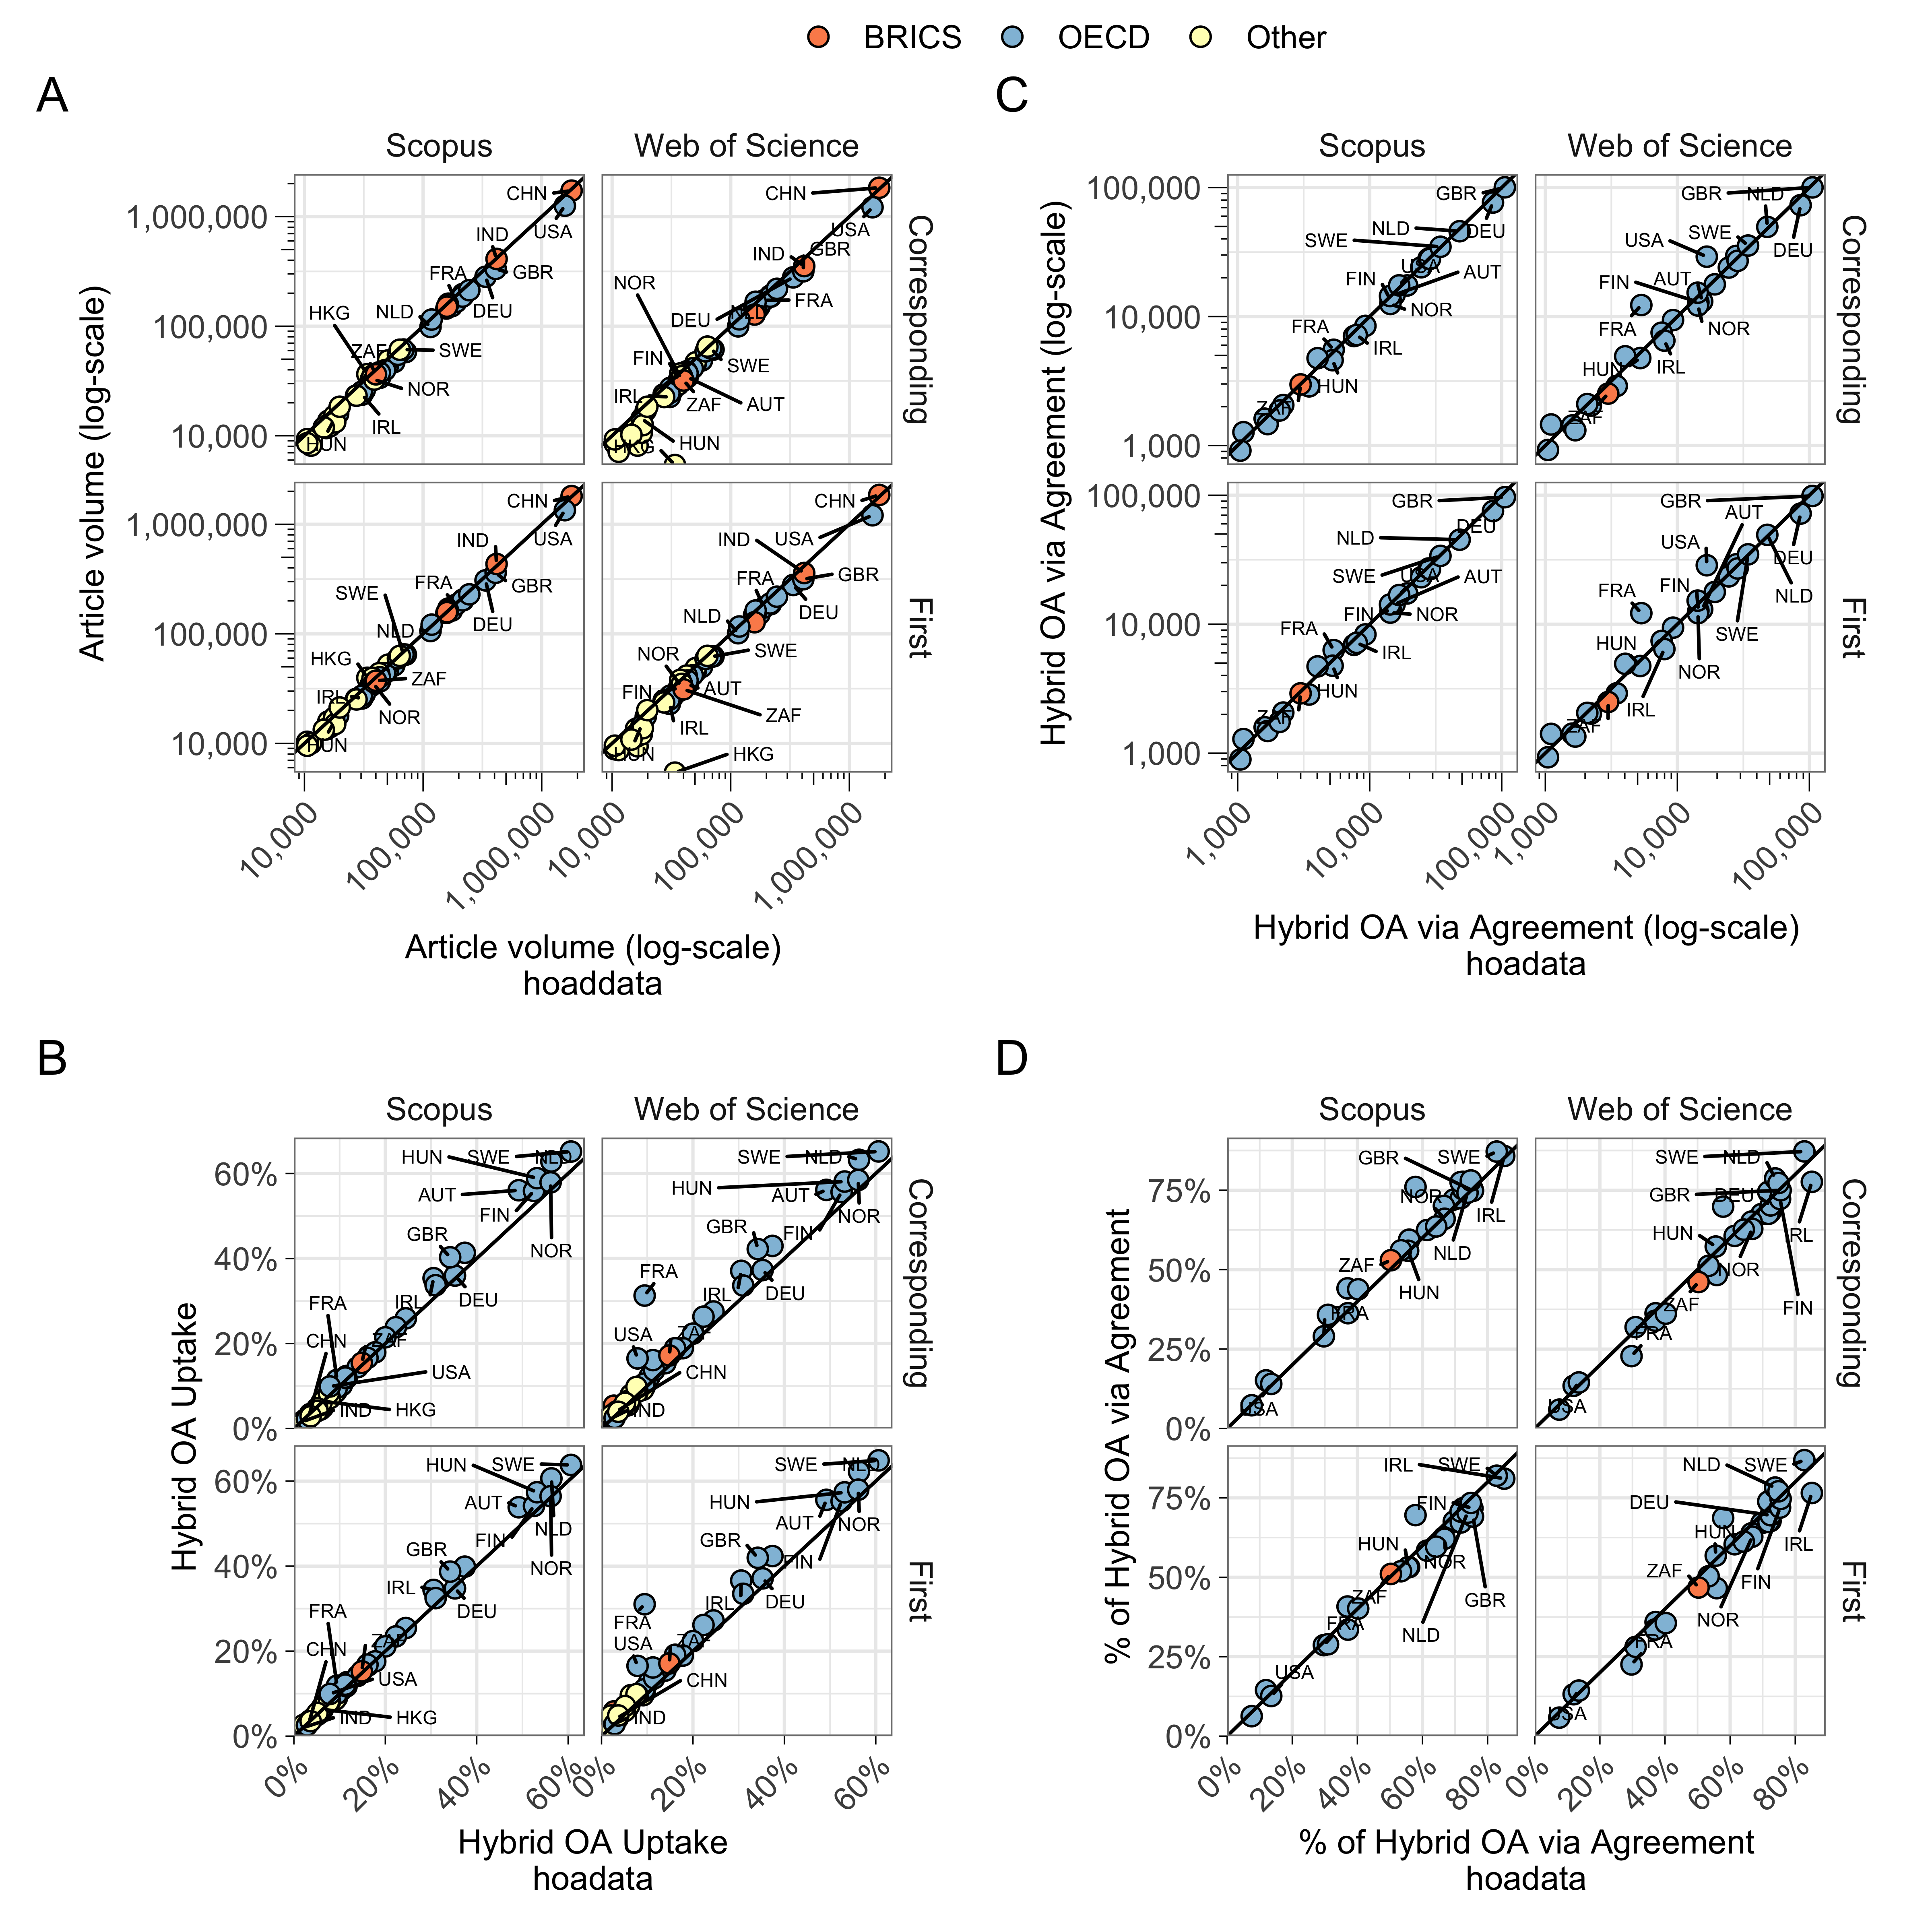 BRICS OECD Other
A
Scopus Web of Science
Article volume (log-scale)
1,000,000
100,000
10,000
CHN
USA
IND
FRA
GBR
DEU
HKG
NLD
ZAF
SWE
NOR
IRL
HUN
CHN
USA
IND
GBR
NOR
FRA
DEU
NLD
FIN
SWE
IRL
ZAF
AUT
HUN
HKG
Corresponding
1,000,000
100,000
10,000
CHN
USA
IND
FRA
GBR
SWE
DEU
NLD
HKG
ZAF
IRL
NOR
HUN
CHN
IND
USA
FRA
GBR
NLD
DEU
NOR
SWE
FIN
AUT
ZAF
IRL
HUN
HKG
First
10,000 100,000 1,000,000
10,000 100,000 1,000,000
Article volume (log-scale)
hoaddata
C
Scopus Web of Science
Hybrid OA via Agreement (log-scale)
100,000
10,000
1,000
GBR
NLD
DEU
SWE
USA
FIN
AUT
NOR
FRA
IRL
HUN
ZAF
GBR
NLD
USA
SWE
DEU
FIN
AUT
FRA
NOR
HUN
IRL
ZAF
Corresponding
100,000
10,000
1,000
GBR
DEU
NLD
SWE
USA
AUT
FIN
NOR
FRA
IRL
HUN
ZAF
GBR
AUT
USA
DEU
FRA
FIN
NLD
HUN
SWE
NOR
IRL
ZAF
First
1,000 10,000 100,000
1,000 10,000 100,000
Hybrid OA via Agreement (log-scale)
hoadata
B
Scopus Web of Science
Hybrid OA Uptake
60%
40%
20%
0%
HUN
SWE
NLD
AUT
FIN
GBR
NOR
IRL
DEU
FRA
CHN
ZAF
USA
IND
HKG
SWE
NLD
HUN
AUT
NOR
GBR
FIN
FRA
IRL
DEU
USA
ZAF
CHN
IND
Corresponding
60%
40%
20%
0%
HUN
SWE
AUT
FIN
NLD
GBR
NOR
IRL
DEU
FRA
CHN
ZAF
USA
IND
HKG
SWE
NLD
HUN
AUT
NOR
GBR
FIN
FRA
IRL
DEU
USA
ZAF
CHN
IND
First
0% 20% 40% 60%
0% 20% 40% 60%
Hybrid OA Uptake
hoadata
D
Scopus Web of Science
% of Hybrid OA via Agreement
75%
50%
25%
0%
GBR
SWE
NOR
IRL
NLD
ZAF
HUN
FRA
USA
SWE
NLD
GBR
DEU
HUN
IRL
NOR
ZAF
FIN
FRA
USA
Corresponding
75%
50%
25%
0%
IRL
SWE
FIN
HUN
NOR
ZAF
GBR
FRA
NLD
USA
NLD
SWE
DEU
HUN
IRL
ZAF
FIN
NOR
FRA
USA
First
0% 20% 40% 60% 80%
0% 20% 40% 60% 80%
% of Hybrid OA via Agreement
hoadata